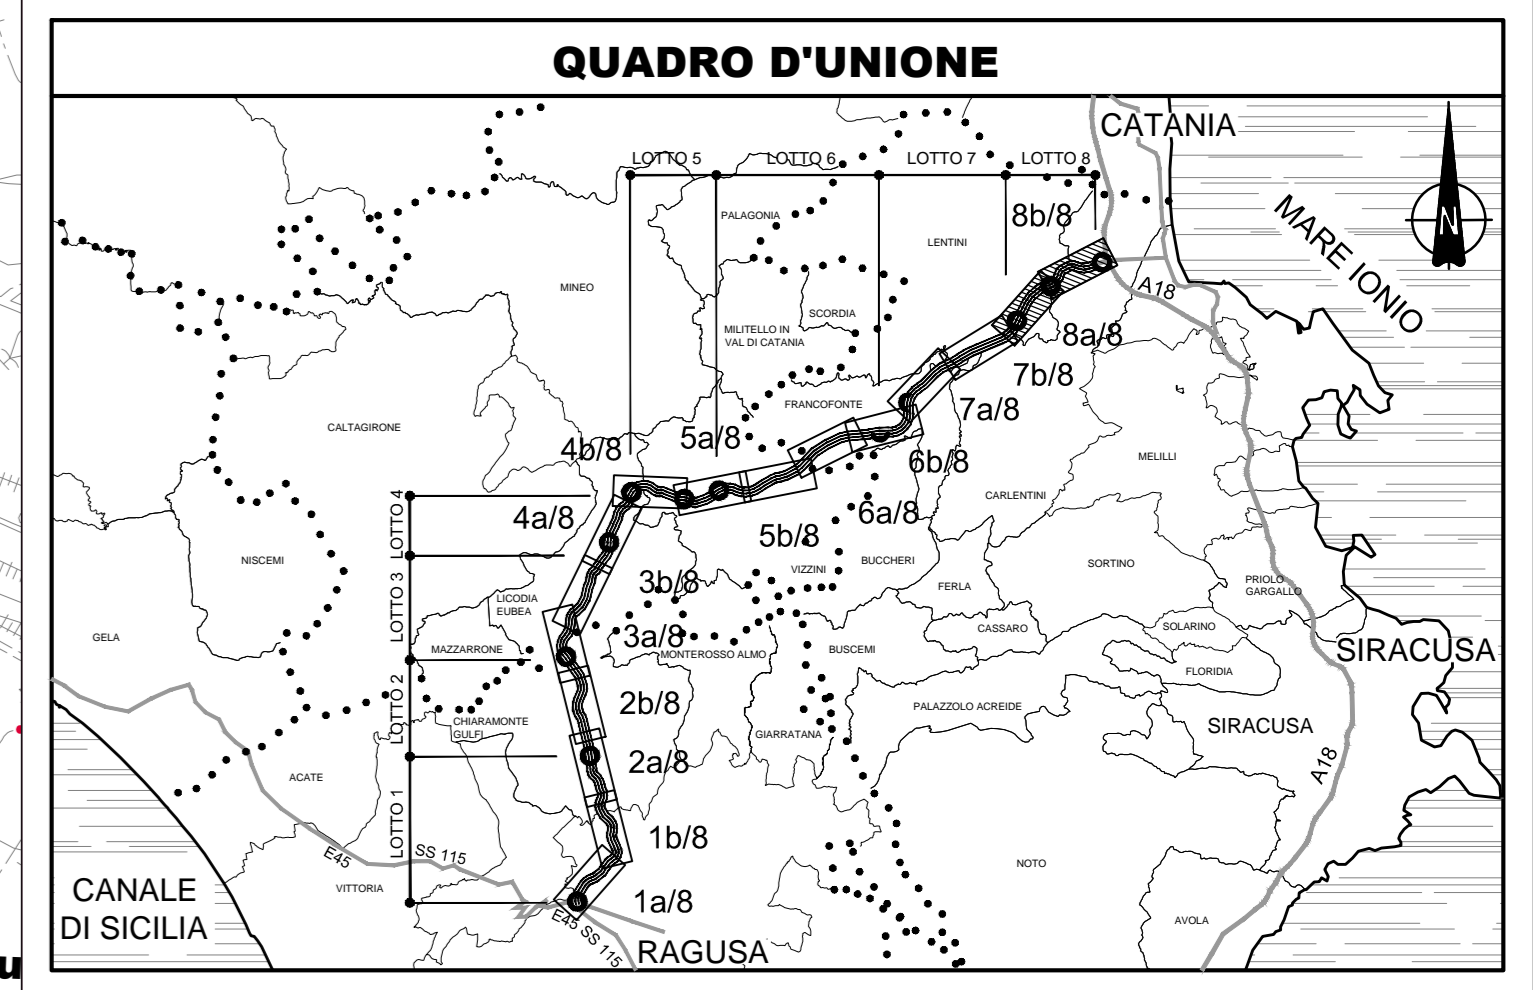 QUADRO D'UNIONE
CATANIA
LOTTO 5
LOTTO 6
LOTTO 7
LOTTO 8
PALAGONIA
8b/8
LENTINI
N
MARE IONIO
MINEO
A18
SCORDIA
MILITELLO IN
VAL DI CATANIA
8a/8
7b/8
FRANCOFONTE
7a/8
CALTAGIRONE
5a/8
4b/8
6b/8
MELILLI
CARLENTINI
LOTTO 4
4a/8
6a/8
5b/8
NISCEMI
VIZZINI
BUCCHERI
SORTINO
3b/8
FERLA
PRIOLO
GARGALLO
LOTTO 3
LICODIA
EUBEA
GELA
3a/8
CASSARO
SOLARINO
MAZZARRONE
MONTEROSSO ALMO
BUSCEMI
SIRACUSA
FLORIDIA
LOTTO 2
2b/8
PALAZZOLO ACREIDE
CHIARAMONTE
GULFI
GIARRATANA
SIRACUSA
2a/8
A18
ACATE
LOTTO 1
1b/8
E45
SS 115
NOTO
VITTORIA
CANALE
DI SICILIA
1a/8
AVOLA
E45 SS 115
RAGUSA
u